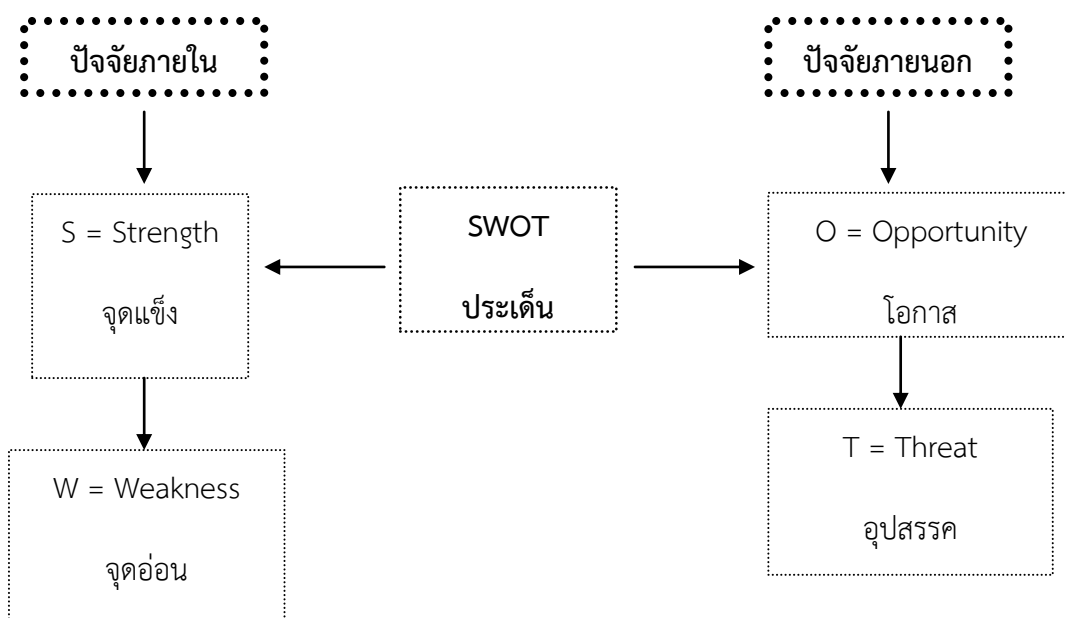 ปัจจัยภายใน
ปัจจัยภายนอก
S = Strength
จุดแข็ง
SWOT
ประเด็น
O = Opportunity
โอกาส
W = Weakness
จุดอ่อน
T = Threat
อุปสรรค